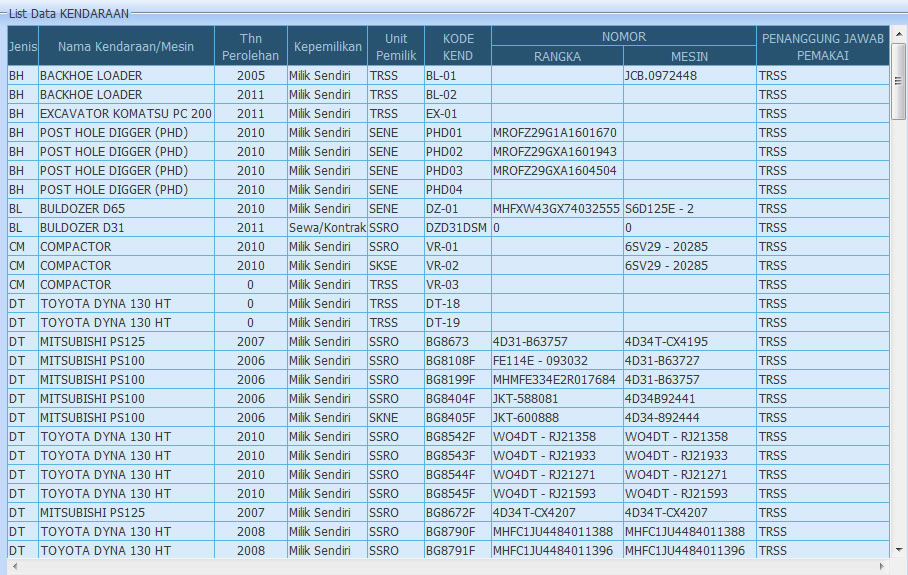 List Data KENDARAAN
Jenis Nama Kendaraan/Mesin Thn Perolehan Kepemilikan Unit Pemilik KODE KEND NOMOR RANGKA MESIN PENANGGUNG JAWAB PEMAKAI
BH BACKHOE LOADER 2005 Milik Sendiri TRSS BL-01 JCB.0972448 TRSS
BH BACKHOE LOADER 2011 Milik Sendiri TRSS BL-02 TRSS
BH EXCAVATOR KOMATSU PC 200 2011 Milik Sendiri TRSS EX-01 TRSS
BH POST HOLE DIGGER (PHD) 2010 Milik Sendiri SENE PHD01 MROFZ29G1A1601670 TRSS
BH POST HOLE DIGGER (PHD) 2010 Milik Sendiri SENE PHD02 MROFZ29GXA1601943 TRSS
BH POST HOLE DIGGER (PHD) 2010 Milik Sendiri SENE PHD03 MROFZ29GXA1604504 TRSS
BH POST HOLE DIGGER (PHD) 2010 Milik Sendiri SENE PHD04 TRSS
BL BULDOZER D65 2010 Milik Sendiri SENE DZ-01 MHFXW43GX74032555 S6D125E - 2 TRSS
BL BULDOZER D31 2011 Sewa/Kontrak SSRO DZD31DSM 0 0 TRSS
CM COMPACTOR 2010 Milik Sendiri SSRO VR-01 6SV29 - 20285 TRSS
CM COMPACTOR 2010 Milik Sendiri SKSE VR-02 6SV29 - 20285 TRSS
CM COMPACTOR 0 Milik Sendiri TRSS VR-03 TRSS
DT TOYOTA DYNA 130 HT 0 Milik Sendiri TRSS DT-18 TRSS
DT TOYOTA DYNA 130 HT 0 Milik Sendiri TRSS DT-19 TRSS
DT MITSUBISHI PS125 2007 Milik Sendiri SSRO BG8673 4D31-B63757 4D34T-CX4195 TRSS
DT MITSUBISHI PS100 2006 Milik Sendiri SSRO BG8108F FE114E - 093032 4D31-B63727 TRSS
DT MITSUBISHI PS100 2006 Milik Sendiri SSRO BG8199F MHMFE334E2R017684 4D31-B63757 TRSS
DT MITSUBISHI PS100 2006 Milik Sendiri SSRO BG8404F JKT-588081 4D34B92441 TRSS
DT MITSUBISHI PS100 2006 Milik Sendiri SKNE BG8405F JKT-600888 4D34-892444 TRSS
DT TOYOTA DYNA 130 HT 2010 Milik Sendiri SSRO BG8542F WO4DT - RJ21358 WO4DT - RJ21358 TRSS
DT TOYOTA DYNA 130 HT 2010 Milik Sendiri SSRO BG8543F WO4DT - RJ21933 WO4DT - RJ21933 TRSS
DT TOYOTA DYNA 130 HT 2010 Milik Sendiri SSRO BG8544F WO4DT - RJ21271 WO4DT - RJ21271 TRSS
DT TOYOTA DYNA 130 HT 2010 Milik Sendiri SSRO BG8545F WO4DT - RJ21593 WO4DT - RJ21593 TRSS
DT MITSUBISHI PS125 2007 Milik Sendiri SSRO BG8672F 4D34T-CX4207 4D34T-CX4207 TRSS
DT TOYOTA DYNA 130 HT 2008 Milik Sendiri SSRO BG8790F MHFC1JU4484011388 MHFC1JU4484011388 TRSS
DT TOYOTA DYNA 130 HT 2008 Milik Sendiri SSRO BG8791F MHFC1JU4484011396 MHFC1JU4484011396 TRSS